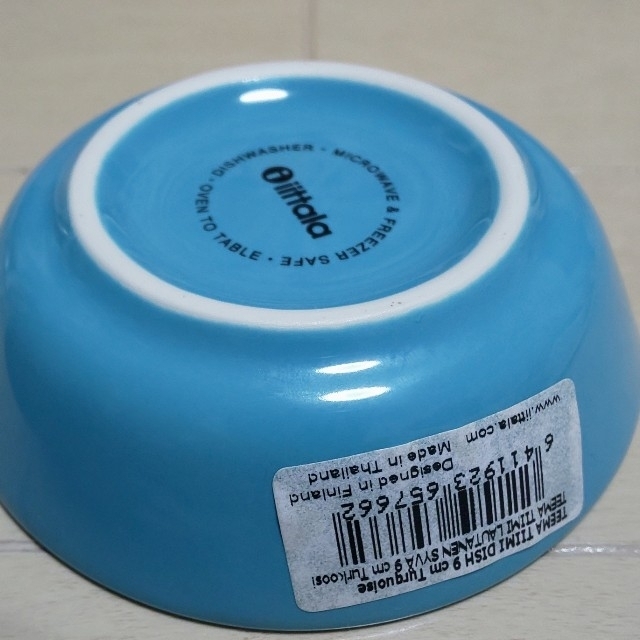 iittala
OVEN TO TABLE · DISHWASHER · MICROWAVE & FREEZER SAFE ·
TEEMA TIIMI DISH 9 cm Turquoise
TEEMA TIIMI LAUTANEN SYVÄ 9 cm Turkoosi
6 411923 657662
Designed in Finland
Made in Thailand
www.iittala.com